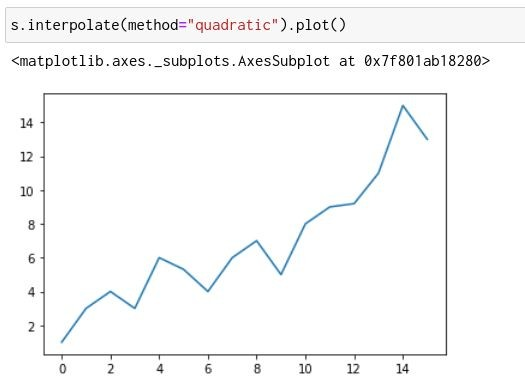 s.interpolate(method="quadratic").plot()
<matplotlib.axes._subplots.AxesSubplot at 0x7f801ab18280>
14
12
10
8
6
4
2
0 2 4 6 8 10 12 14